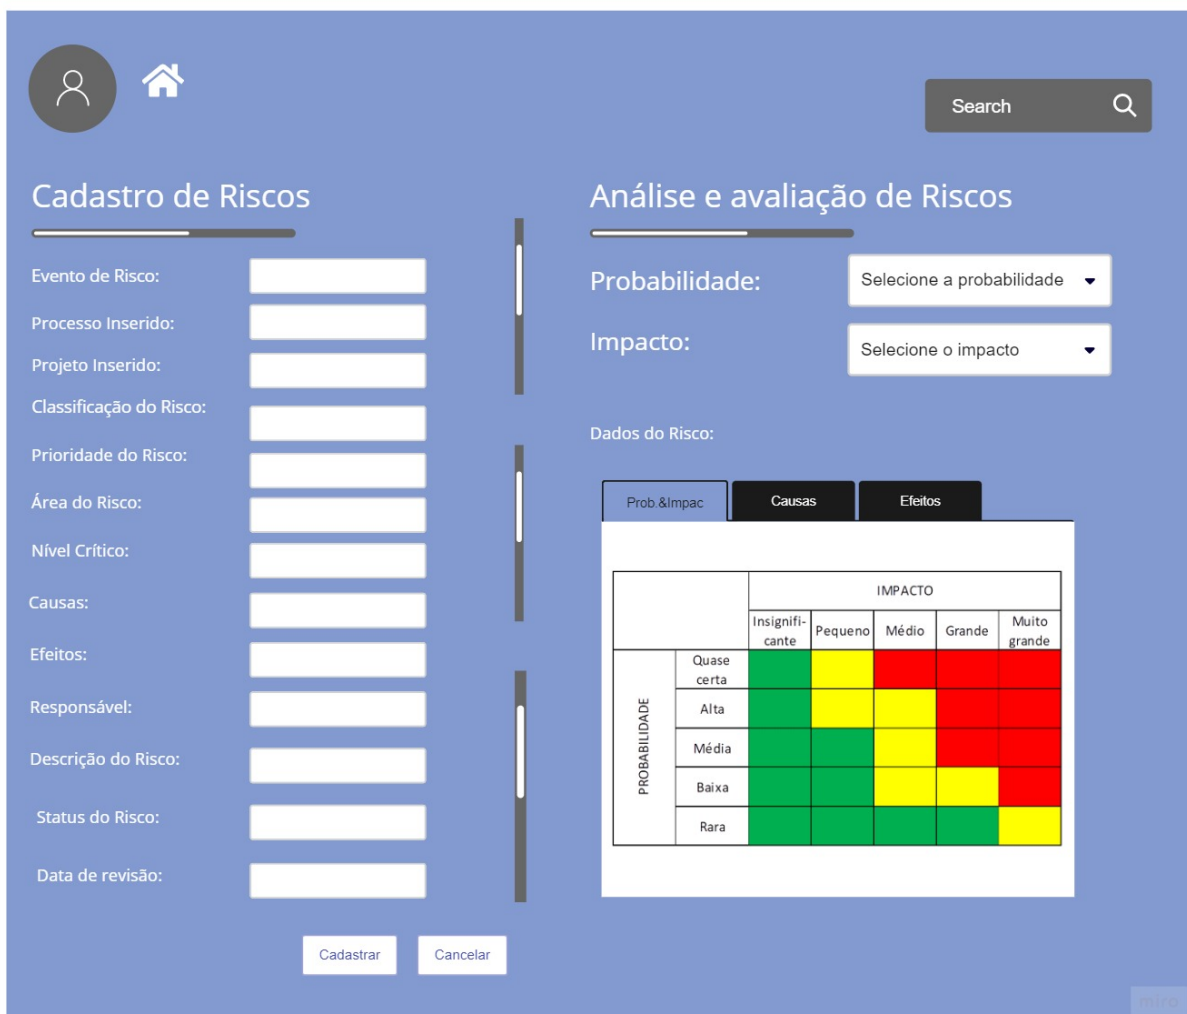 Search
Cadastro de Riscos
Evento de Risco:
Processo Inserido:
Projeto Inserido:
Classificação do Risco:
Prioridade do Risco:
Área do Risco:
Nível Crítico:
Causas:
Efeitos:
Responsável:
Descrição do Risco:
Status do Risco:
Data de revisão:
Cadastrar
Cancelar
Análise e avaliação de Riscos
Probabilidade:
Selecione a probabilidade
Impacto:
Selecione o impacto
Dados do Risco:
Prob.&Impac
Causas
Efeitos
IMPACTO
Insignifi-
cante
Pequeno
Médio
Grande
Muito
grande
PROBABILIDADE
Quase
certa
Alta
Média
Baixa
Rara
miro